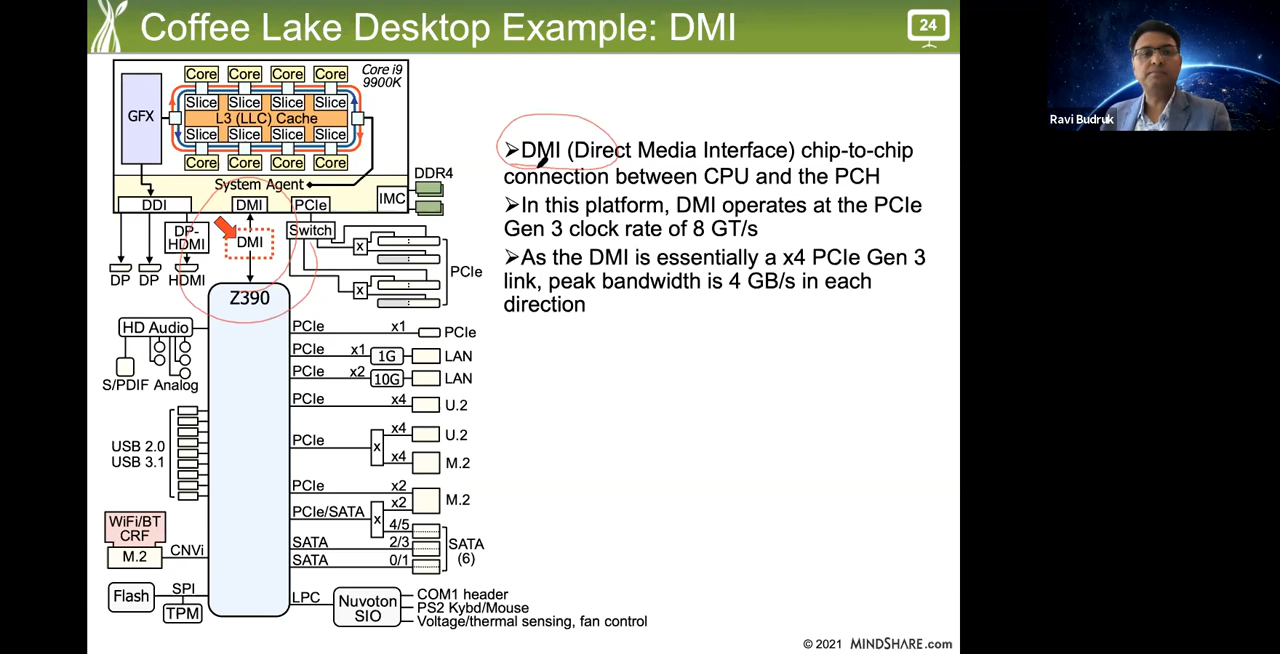 Coffee Lake Desktop Example: DMI
24
Core Core Core Core
Core i9
9900K
GFX
Slice Slice Slice Slice
L3 (LLC) Cache
Slice Slice Slice Slice
Core Core Core Core
System Agent
DDR4
DDI
DMI
PCIe
IMC
DP-
HDMI
DMI
Switch
x
x
PCIe
DP DP HDMI
Z390
HD Audio
S/PDIF Analog
USB 2.0
USB 3.1
WiFi/BT
CRF
M.2
CNVi
Flash
SPI
TPM
PCIe x1 PCIe
PCIe x1 1G LAN
PCIe x2 10G LAN
PCIe x4 U.2
x4 U.2
PCIe x
x4 M.2
PCIe x2
x2 M.2
PCIe/SATA x
4/5
SATA 2/3 SATA
(6)
SATA 0/1
LPC
Nuvoton
SIO
COM1 header
PS2 Kybd/Mouse
Voltage/thermal sensing, fan control
➢DMI (Direct Media Interface) chip-to-chip
connection between CPU and the PCH
➢In this platform, DMI operates at the PCIe
Gen 3 clock rate of 8 GT/s
➢As the DMI is essentially a x4 PCIe Gen 3
link, peak bandwidth is 4 GB/s in each
direction
© 2021 MINDSHARE.com
Ravi Budruk